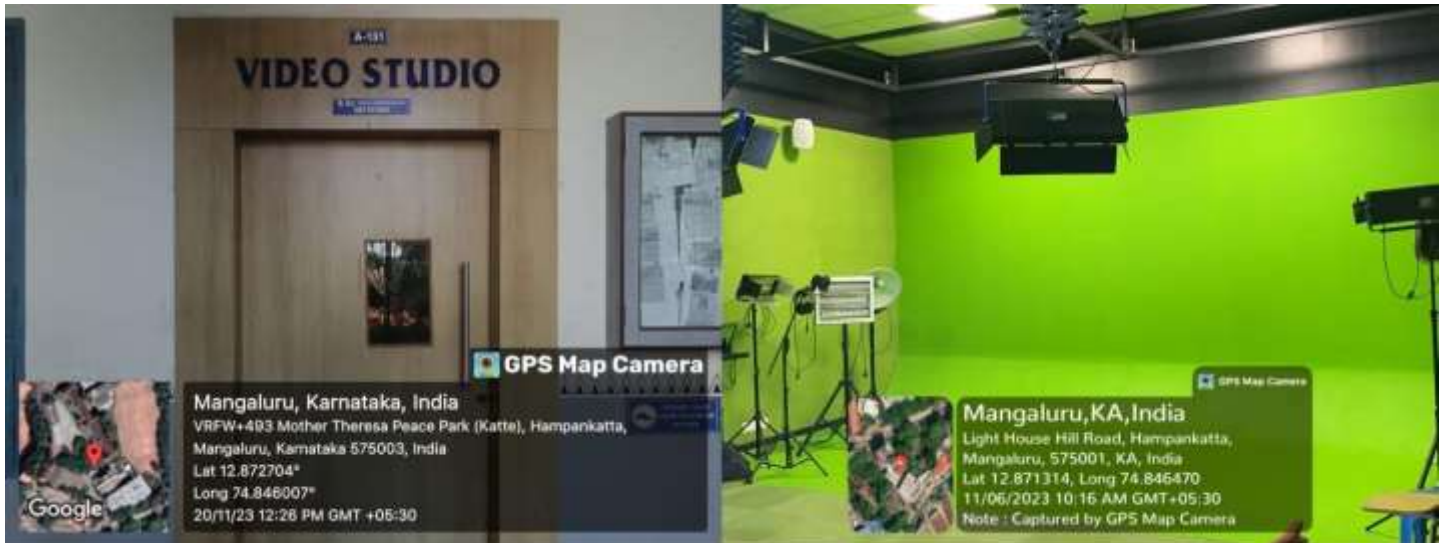 A-101
VIDEO STUDIO
GPS Map Camera
Mangaluru, Karnataka, India
VRFW+493 Mother Theresa Peace Park (Katte), Hampankatta,
Mangaluru, Karnataka 575003, India
Lat 12.872704°
Long 74.846007°
20/11/23 12:26 PM GMT +05:30
Google
GPS Map Camera
Mangaluru,KA,India
Light House Hill Road, Hampankatta,
Mangaluru, 575001, KA, India
Lat 12.871314, Long 74.846470
11/06/2023 10:16 AM GMT+05:30
Note : Captured by GPS Map Camera